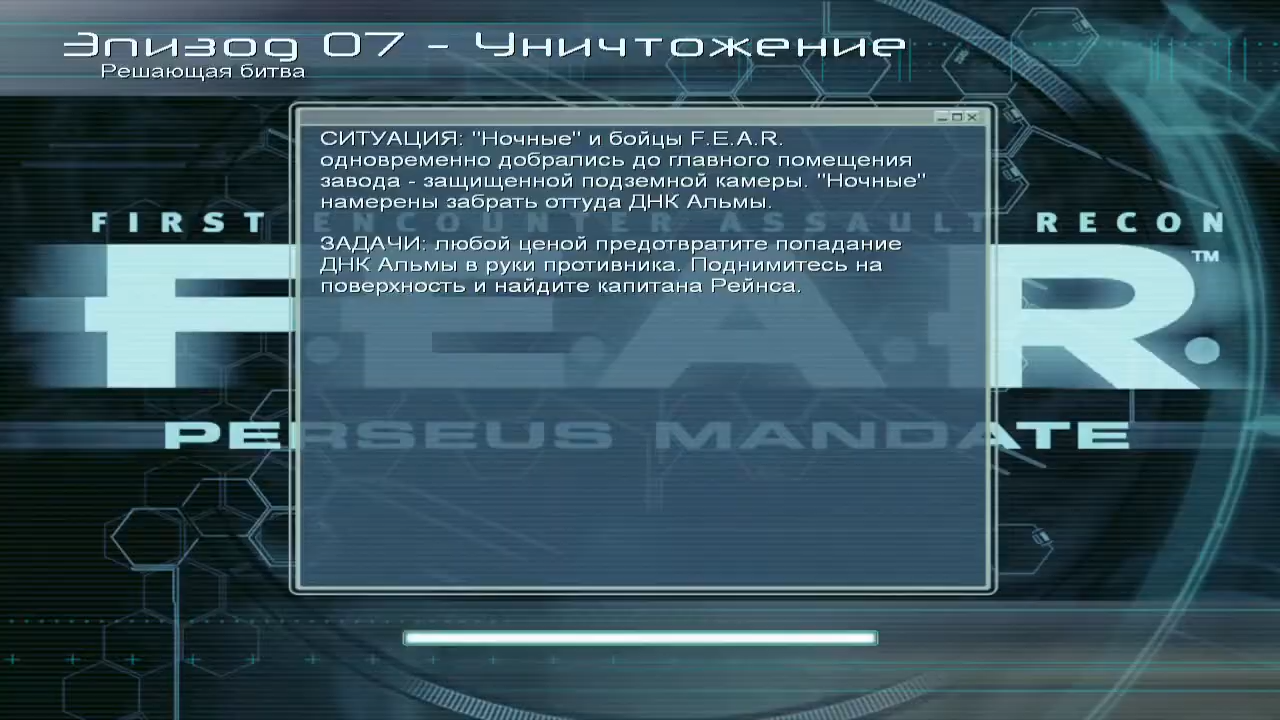 Эпизод 07 - Уничтожение
Решающая битва
СИТУАЦИЯ: "Ночные" и бойцы F.E.A.R.
одновременно добрались до главного помещения
завода - защищенной подземной камеры. "Ночные"
намерены забрать оттуда ДНК Альмы.
ЗАДАЧИ: любой ценой предотвратите попадание
ДНК Альмы в руки противника. Поднимитесь на
поверхность и найдите капитана Рейнса.
FIRST ENCOUNTER ASSAULT RECON
F.E.A.R.™
PERSEUS MANDATE